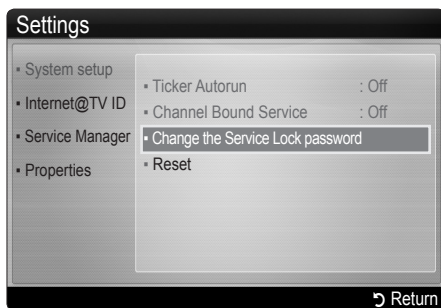 Settings
▪ System setup
▪ Internet@TV ID
▪ Service Manager
▪ Properties
▪ Ticker Autorun : Off
▪ Channel Bound Service : Off
▪ Change the Service Lock password
▪ Reset
Return